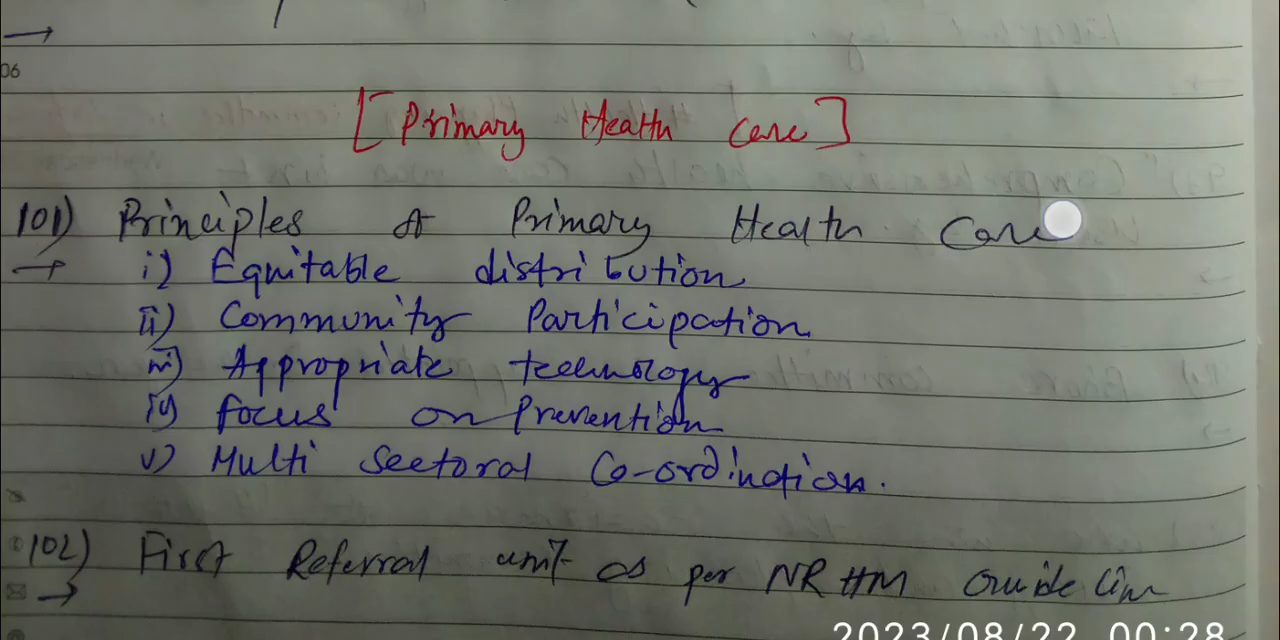 →
06
[Primary Health Care]
101) Principles of Primary Health Care
→ i) Equitable distribution
ii) Community Participation
iii) Appropriate technology
iv) Focus on Prevention
v) Multi Sectoral Co-ordination.
102) First Referral unit as per NRHM Guideline
→
2023/08/22 00:28